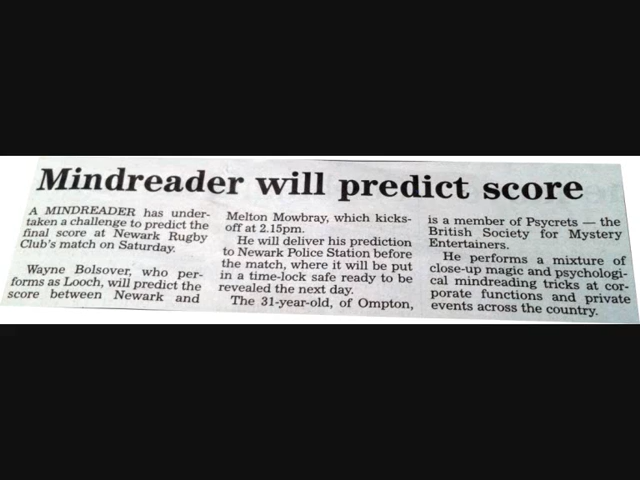 Mindreader will predict score
A MINDREADER has under-
taken a challenge to predict the
final score at Newark Rugby
Club's match on Saturday.
Wayne Bolsover, who per-
forms as Looch, will predict the
score between Newark and
Melton Mowbray, which kicks-
off at 2.15pm.
He will deliver his prediction
to Newark Police Station before
the match, where it will be put
in a time-lock safe ready to be
revealed the next day.
The 31-year-old, of Ompton,
is a member of Psycrets — the
British Society for Mystery
Entertainers.
He performs a mixture of
close-up magic and psychologi-
cal mindreading tricks at cor-
porate functions and private
events across the country.